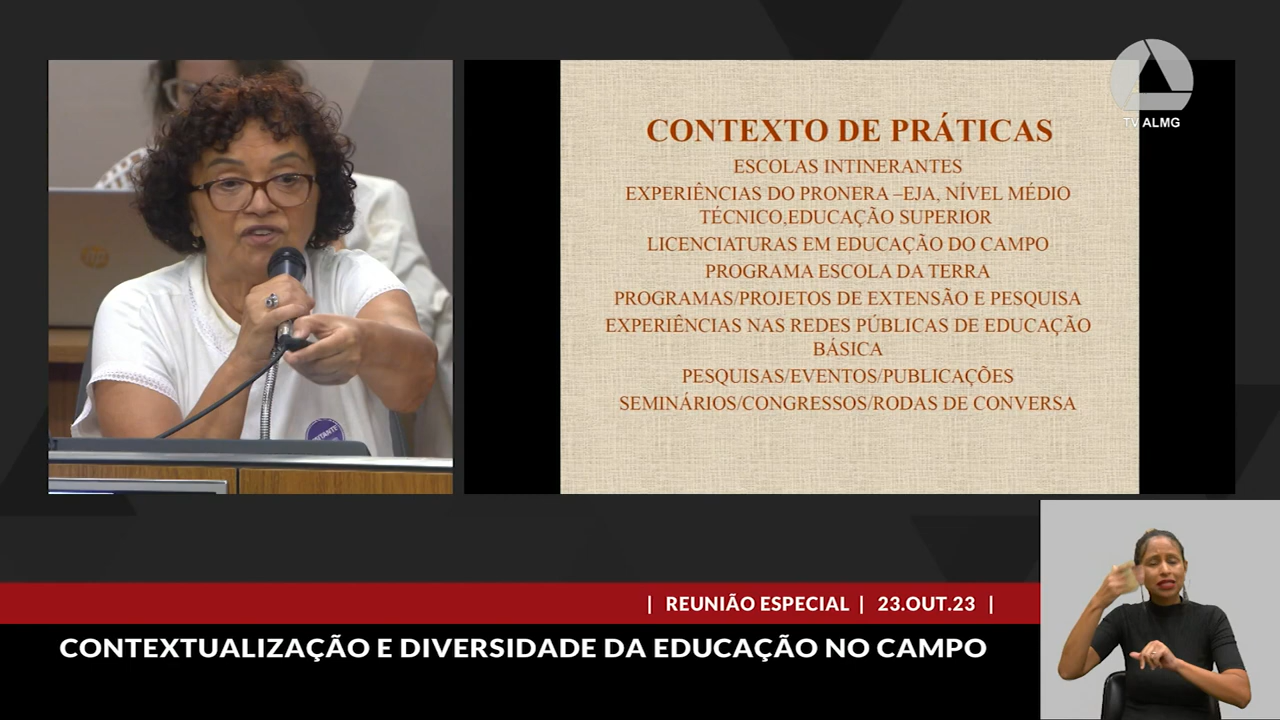 TV ALMG
CONTEXTO DE PRÁTICAS
ESCOLAS INTINERANTES
EXPERIÊNCIAS DO PRONERA –EJA, NÍVEL MÉDIO
TÉCNICO,EDUCAÇÃO SUPERIOR
LICENCIATURAS EM EDUCAÇÃO DO CAMPO
PROGRAMA ESCOLA DA TERRA
PROGRAMAS/PROJETOS DE EXTENSÃO E PESQUISA
EXPERIÊNCIAS NAS REDES PÚBLICAS DE EDUCAÇÃO
BÁSICA
PESQUISAS/EVENTOS/PUBLICAÇÕES
SEMINÁRIOS/CONGRESSOS/RODAS DE CONVERSA
hp
| REUNIÃO ESPECIAL | 23.OUT.23 |
CONTEXTUALIZAÇÃO E DIVERSIDADE DA EDUCAÇÃO NO CAMPO